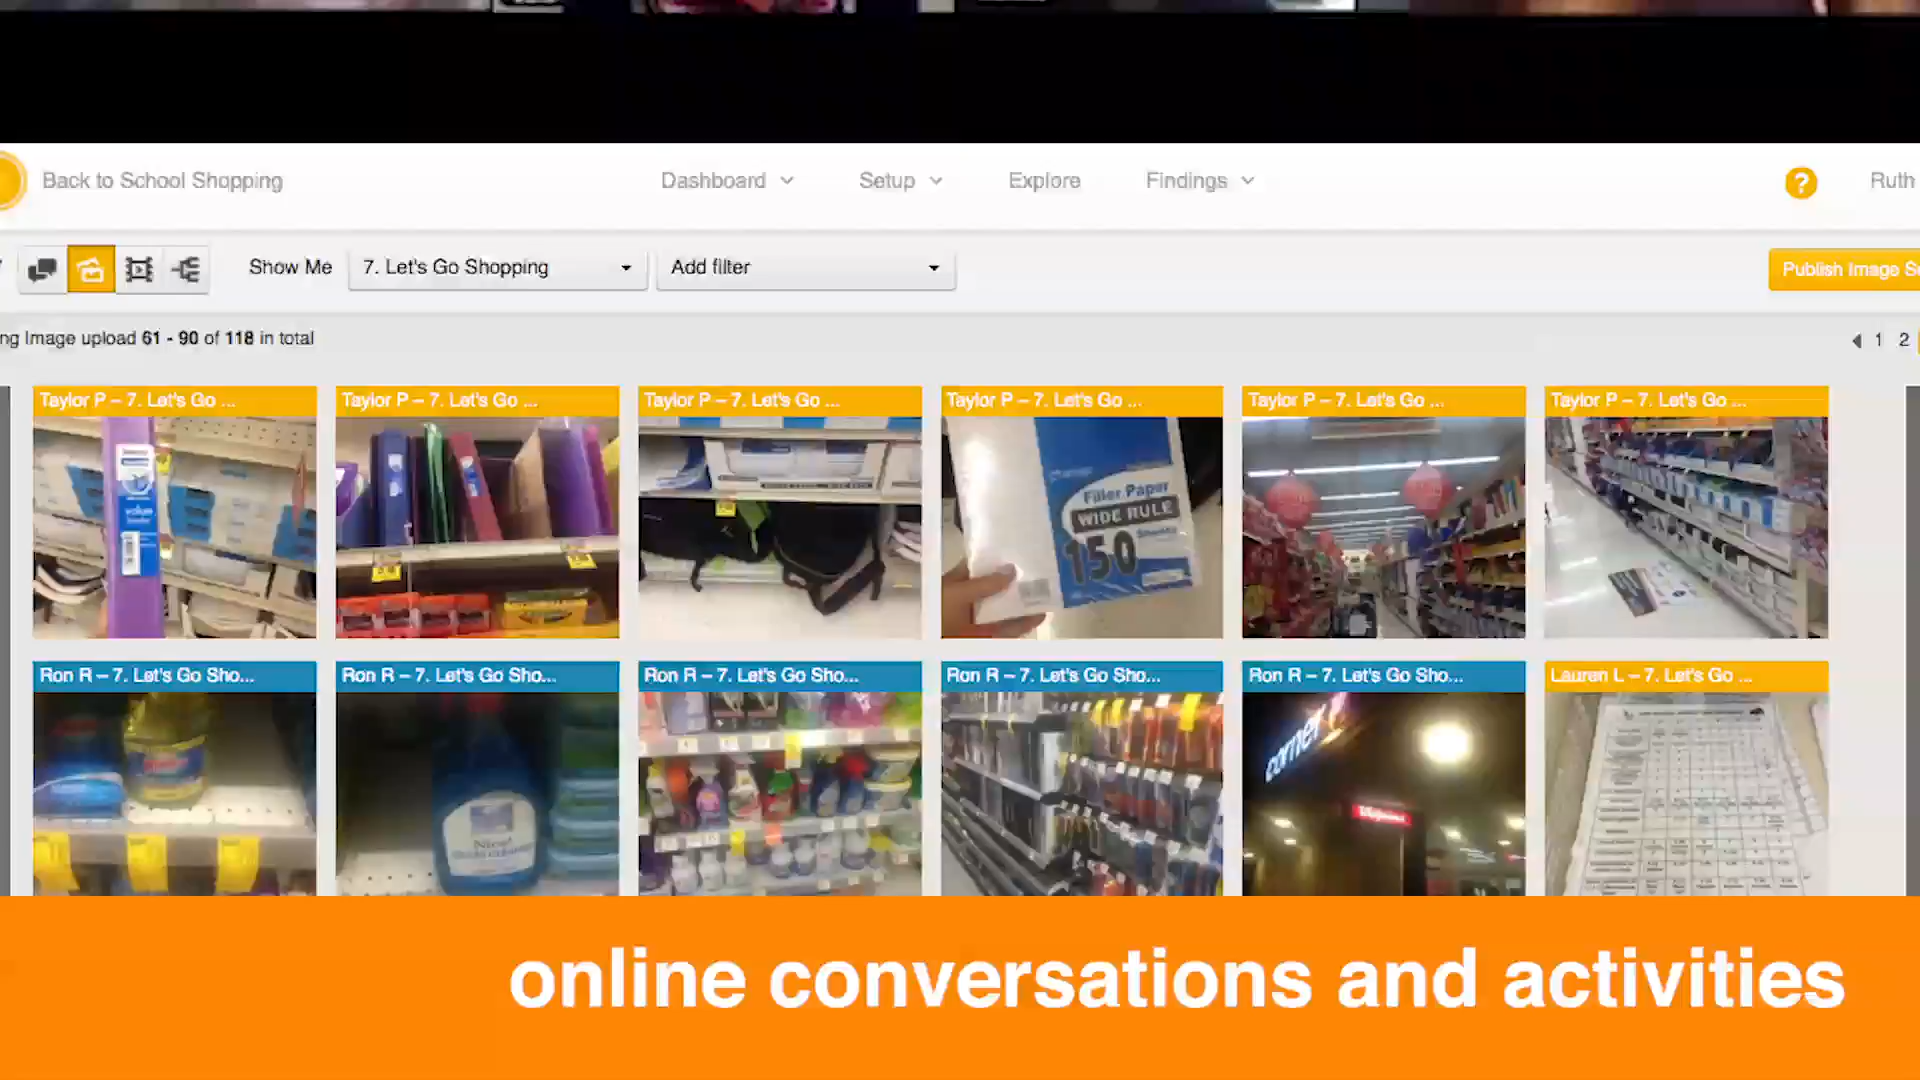 Back to School Shopping
Dashboard
Setup
Explore
Findings
?
Ruth
Show Me
7. Let's Go Shopping
Add filter
Publish Image S
ng Image upload 61 - 90 of 118 in total
1 2
Taylor P – 7. Let's Go ...
Taylor P – 7. Let's Go ...
Taylor P – 7. Let's Go ...
Taylor P – 7. Let's Go ...
Taylor P – 7. Let's Go ...
Taylor P – 7. Let's Go ...
value
Filler Paper
WIDE RULE
150
Ron R – 7. Let's Go Sho...
Ron R – 7. Let's Go Sho...
Ron R – 7. Let's Go Sho...
Ron R – 7. Let's Go Sho...
Ron R – 7. Let's Go Sho...
Lauren L – 7. Let's Go ...
corner
Walgreens
online conversations and activities